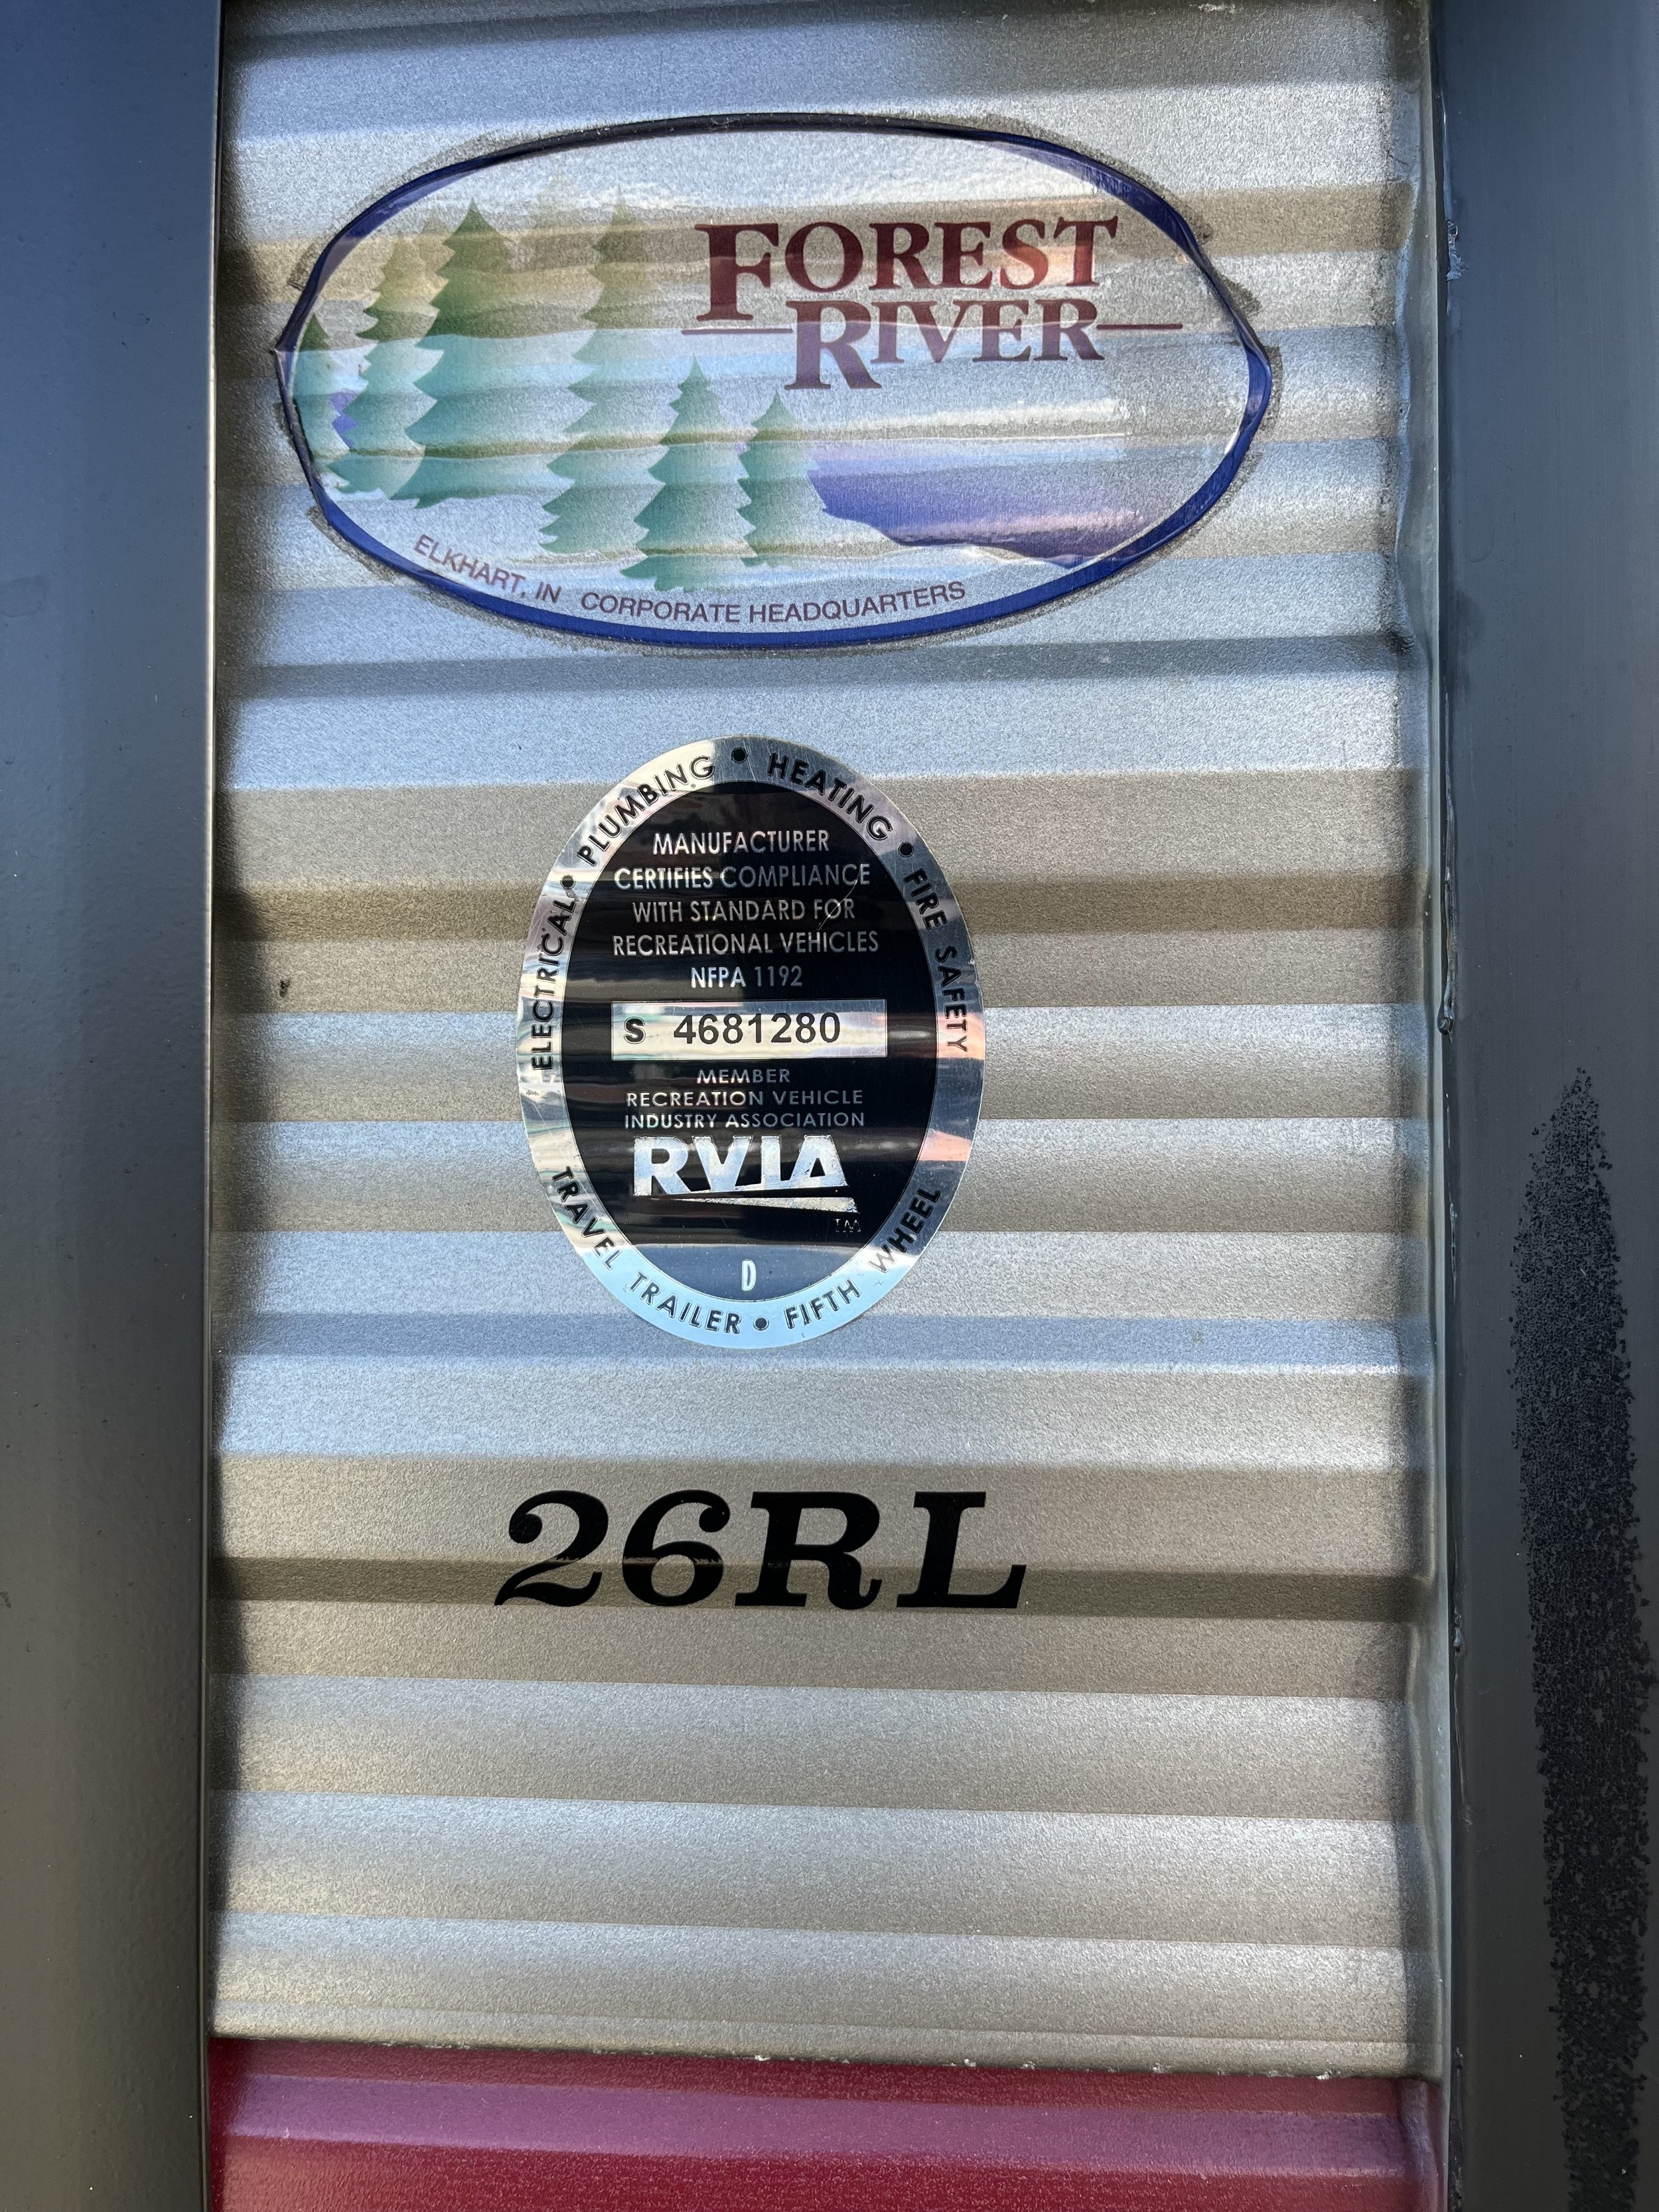 FOREST
RIVER
ELKHART, IN CORPORATE HEADQUARTERS
ELECTRICAL • PLUMBING • HEATING • FIRE SAFETY
MANUFACTURER
CERTIFIES COMPLIANCE
WITH STANDARD FOR
RECREATIONAL VEHICLES
NFPA 1192
S 4681280
MEMBER
RECREATION VEHICLE
INDUSTRY ASSOCIATION
RVIA
TM
D
TRAVEL TRAILER • FIFTH WHEEL
26RL